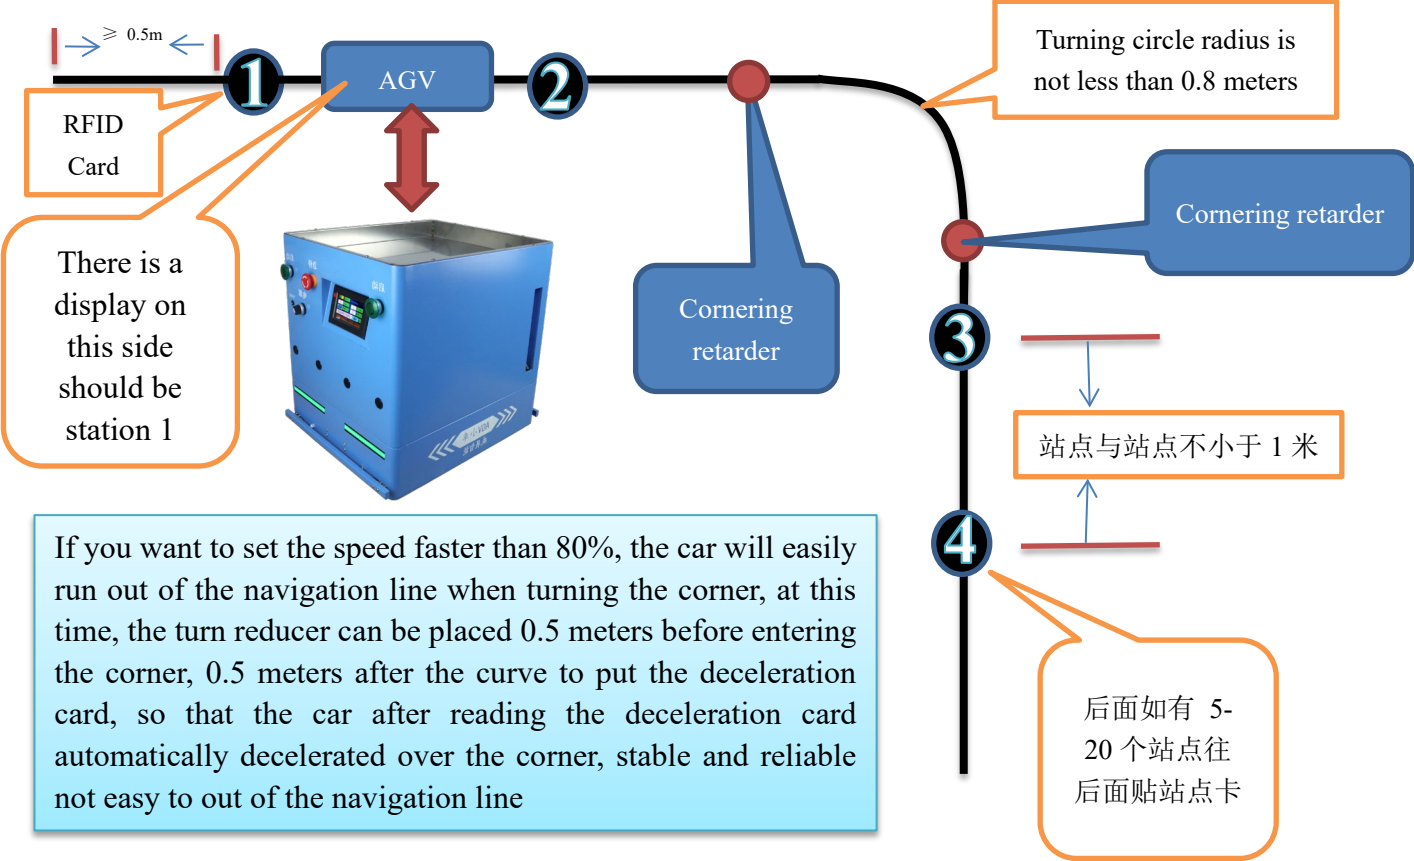 ≥ 0.5m
1
AGV
2
Turning circle radius is
not less than 0.8 meters
RFID
Card
Cornering retarder
There is a
display on
this side
should be
station 1
Cornering
retarder
3
站点与站点不小于 1 米
4
If you want to set the speed faster than 80%, the car will easily
run out of the navigation line when turning the corner, at this
time, the turn reducer can be placed 0.5 meters before entering
the corner, 0.5 meters after the curve to put the deceleration
card, so that the car after reading the deceleration card
automatically decelerated over the corner, stable and reliable
not easy to out of the navigation line
后面如有 5-
20 个站点往
后面贴站点卡